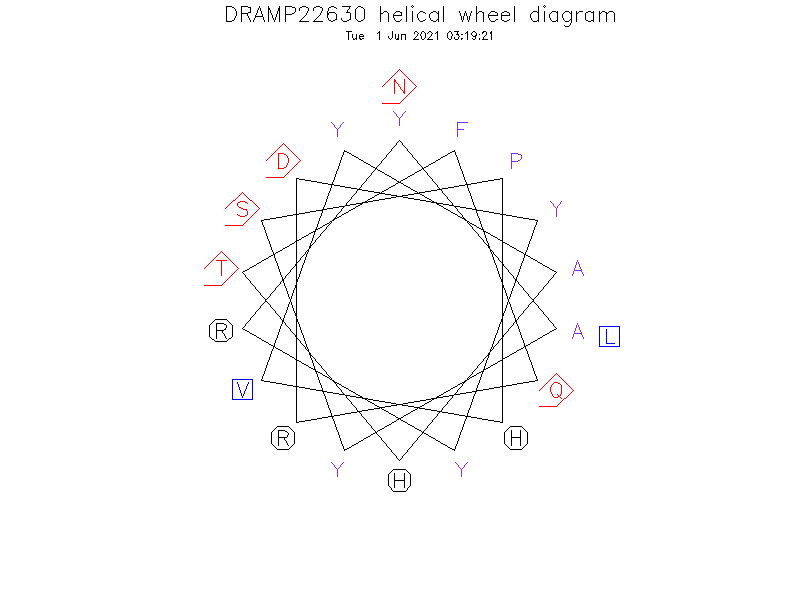 DRAMP22630 helical wheel diagram
Tue 1 Jun 2021 03:19:21
N
Y Y F
D P
S Y
T A
R A L
V Q
R H
Y H Y